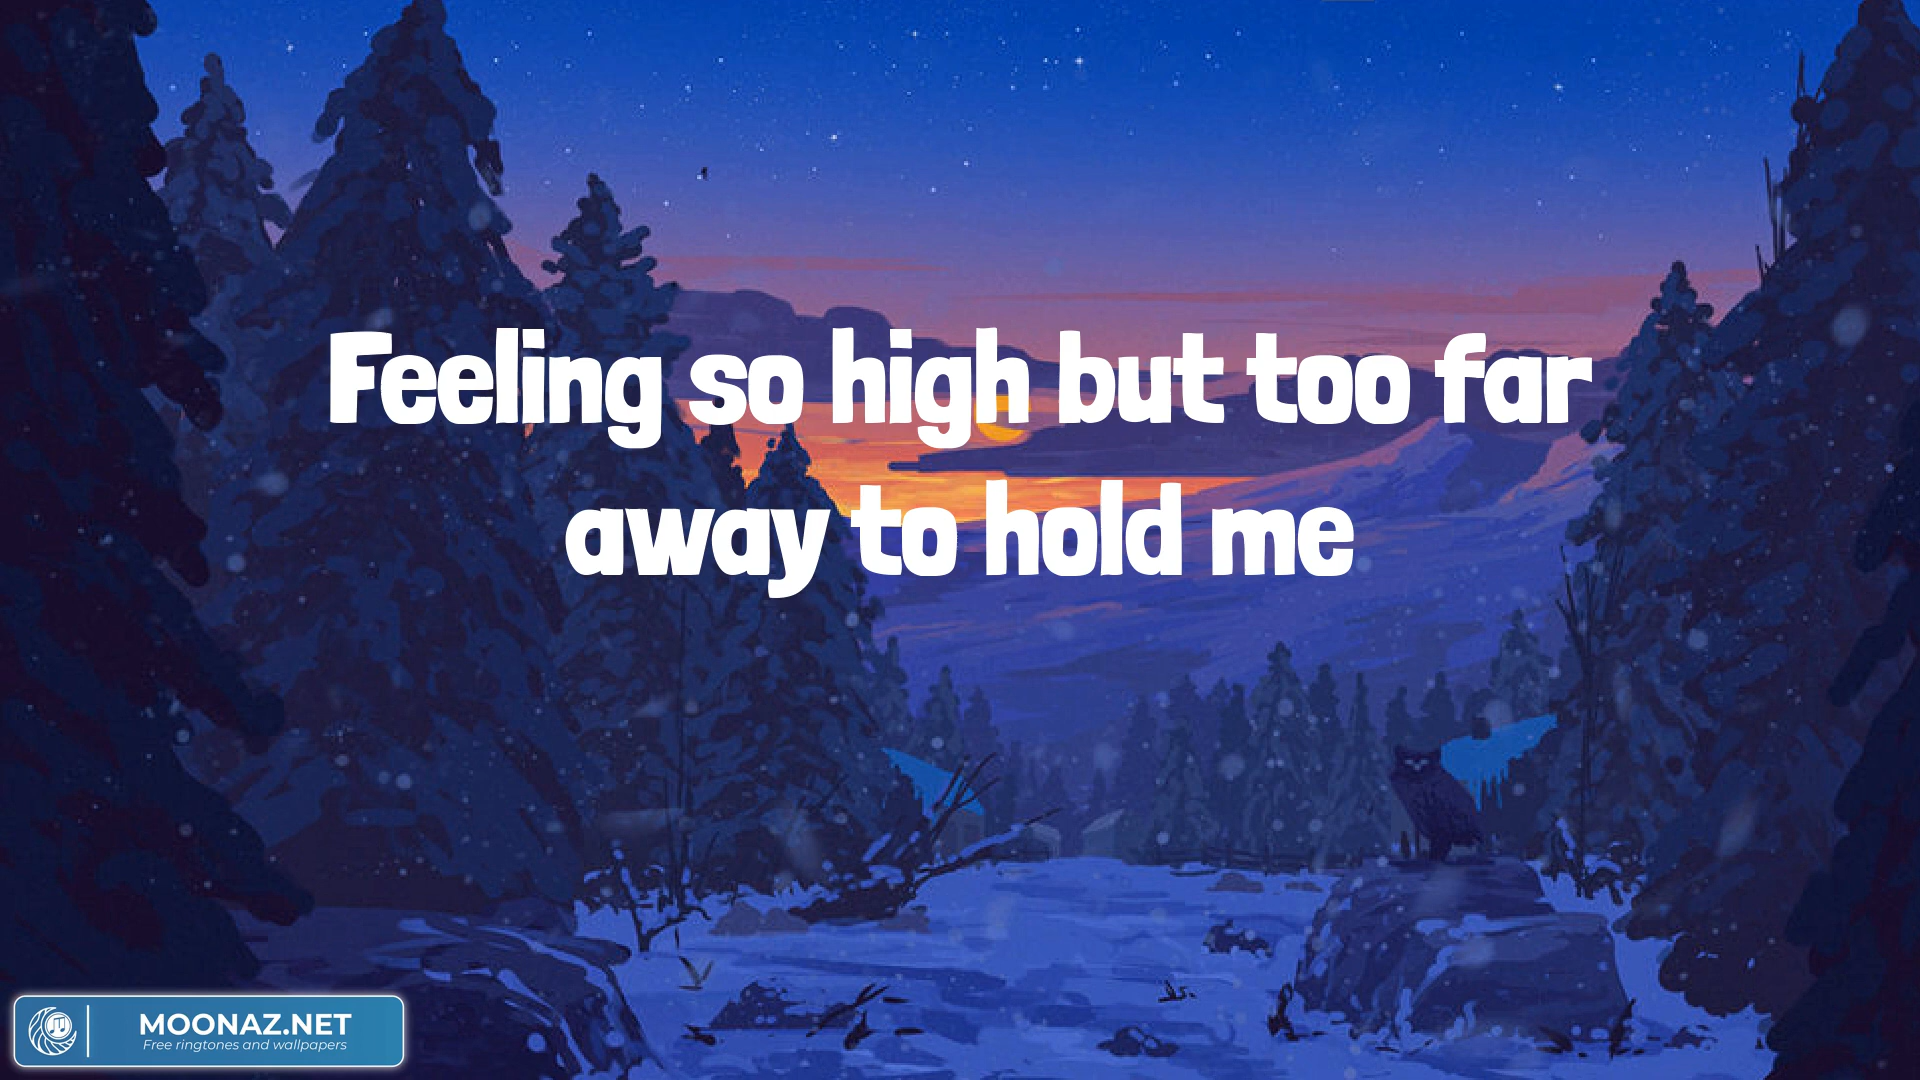 Feeling so high but too far
away to hold me
MOONAZ.NET
Free ringtones and wallpapers